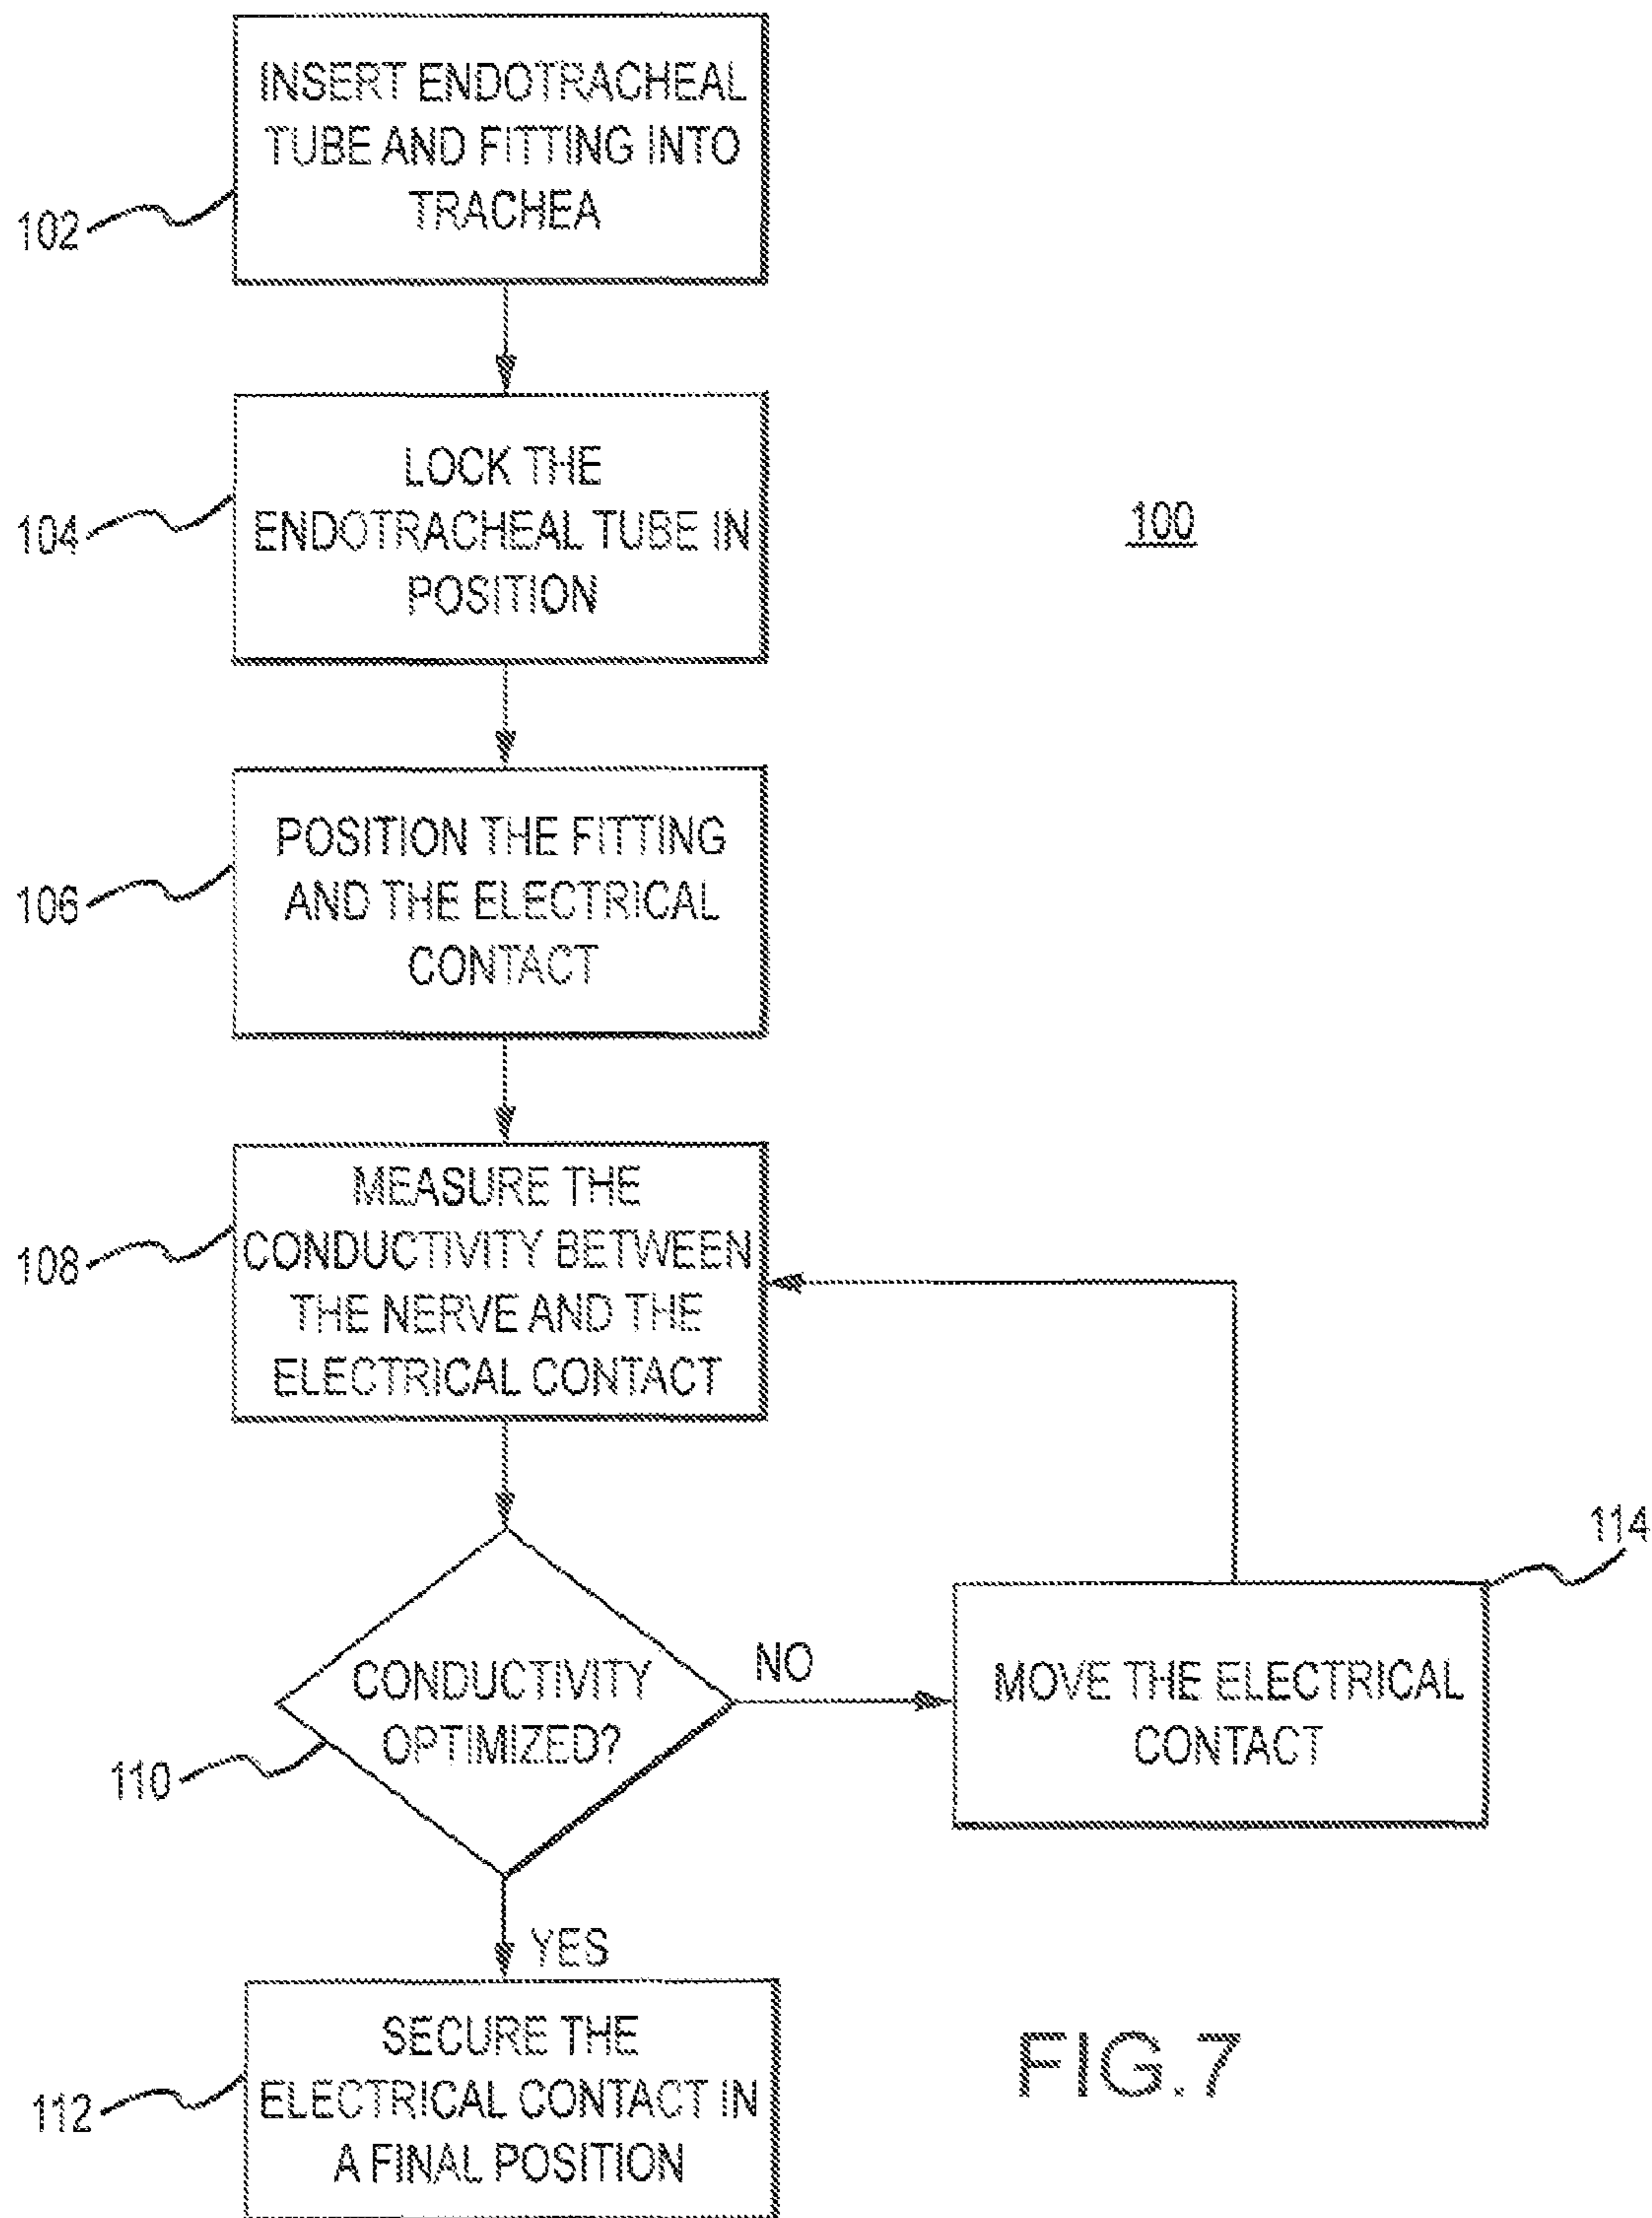 INSERT ENDOTRACHEAL
TUBE AND FITTING INTO
TRACHEA
102
LOCK THE
ENDOTRACHEAL TUBE IN
POSITION
104
100
POSITION THE FITTING
AND THE ELECTRICAL
CONTACT
106
MEASURE THE
CONDUCTIVITY BETWEEN
THE NERVE AND THE
ELECTRICAL CONTACT
108
CONDUCTIVITY
OPTIMIZED?
110
NO
MOVE THE ELECTRICAL
CONTACT
114
YES
SECURE THE
ELECTRICAL CONTACT IN
A FINAL POSITION
112
FIG.7